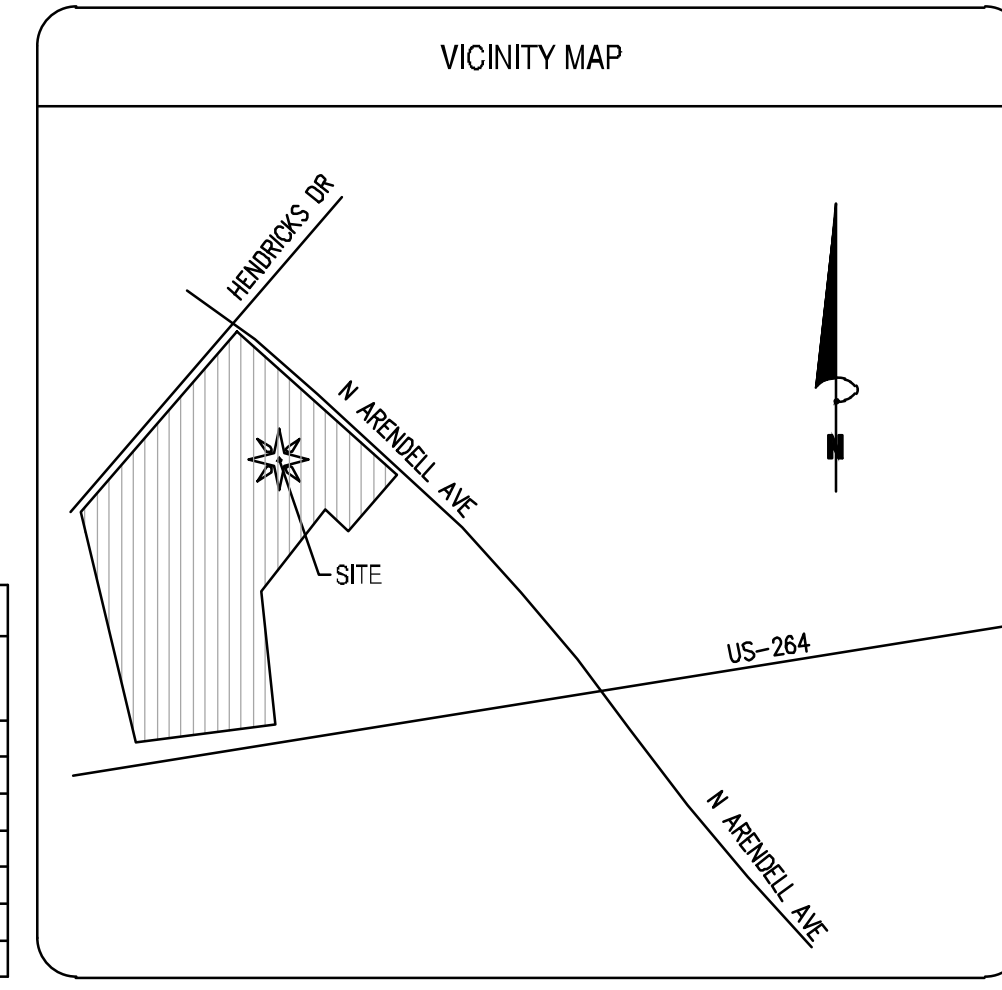 VICINITY MAP
HENDRICKS DR
N ARENDELL AVE
N
SITE
US-264
N ARENDELL AVE